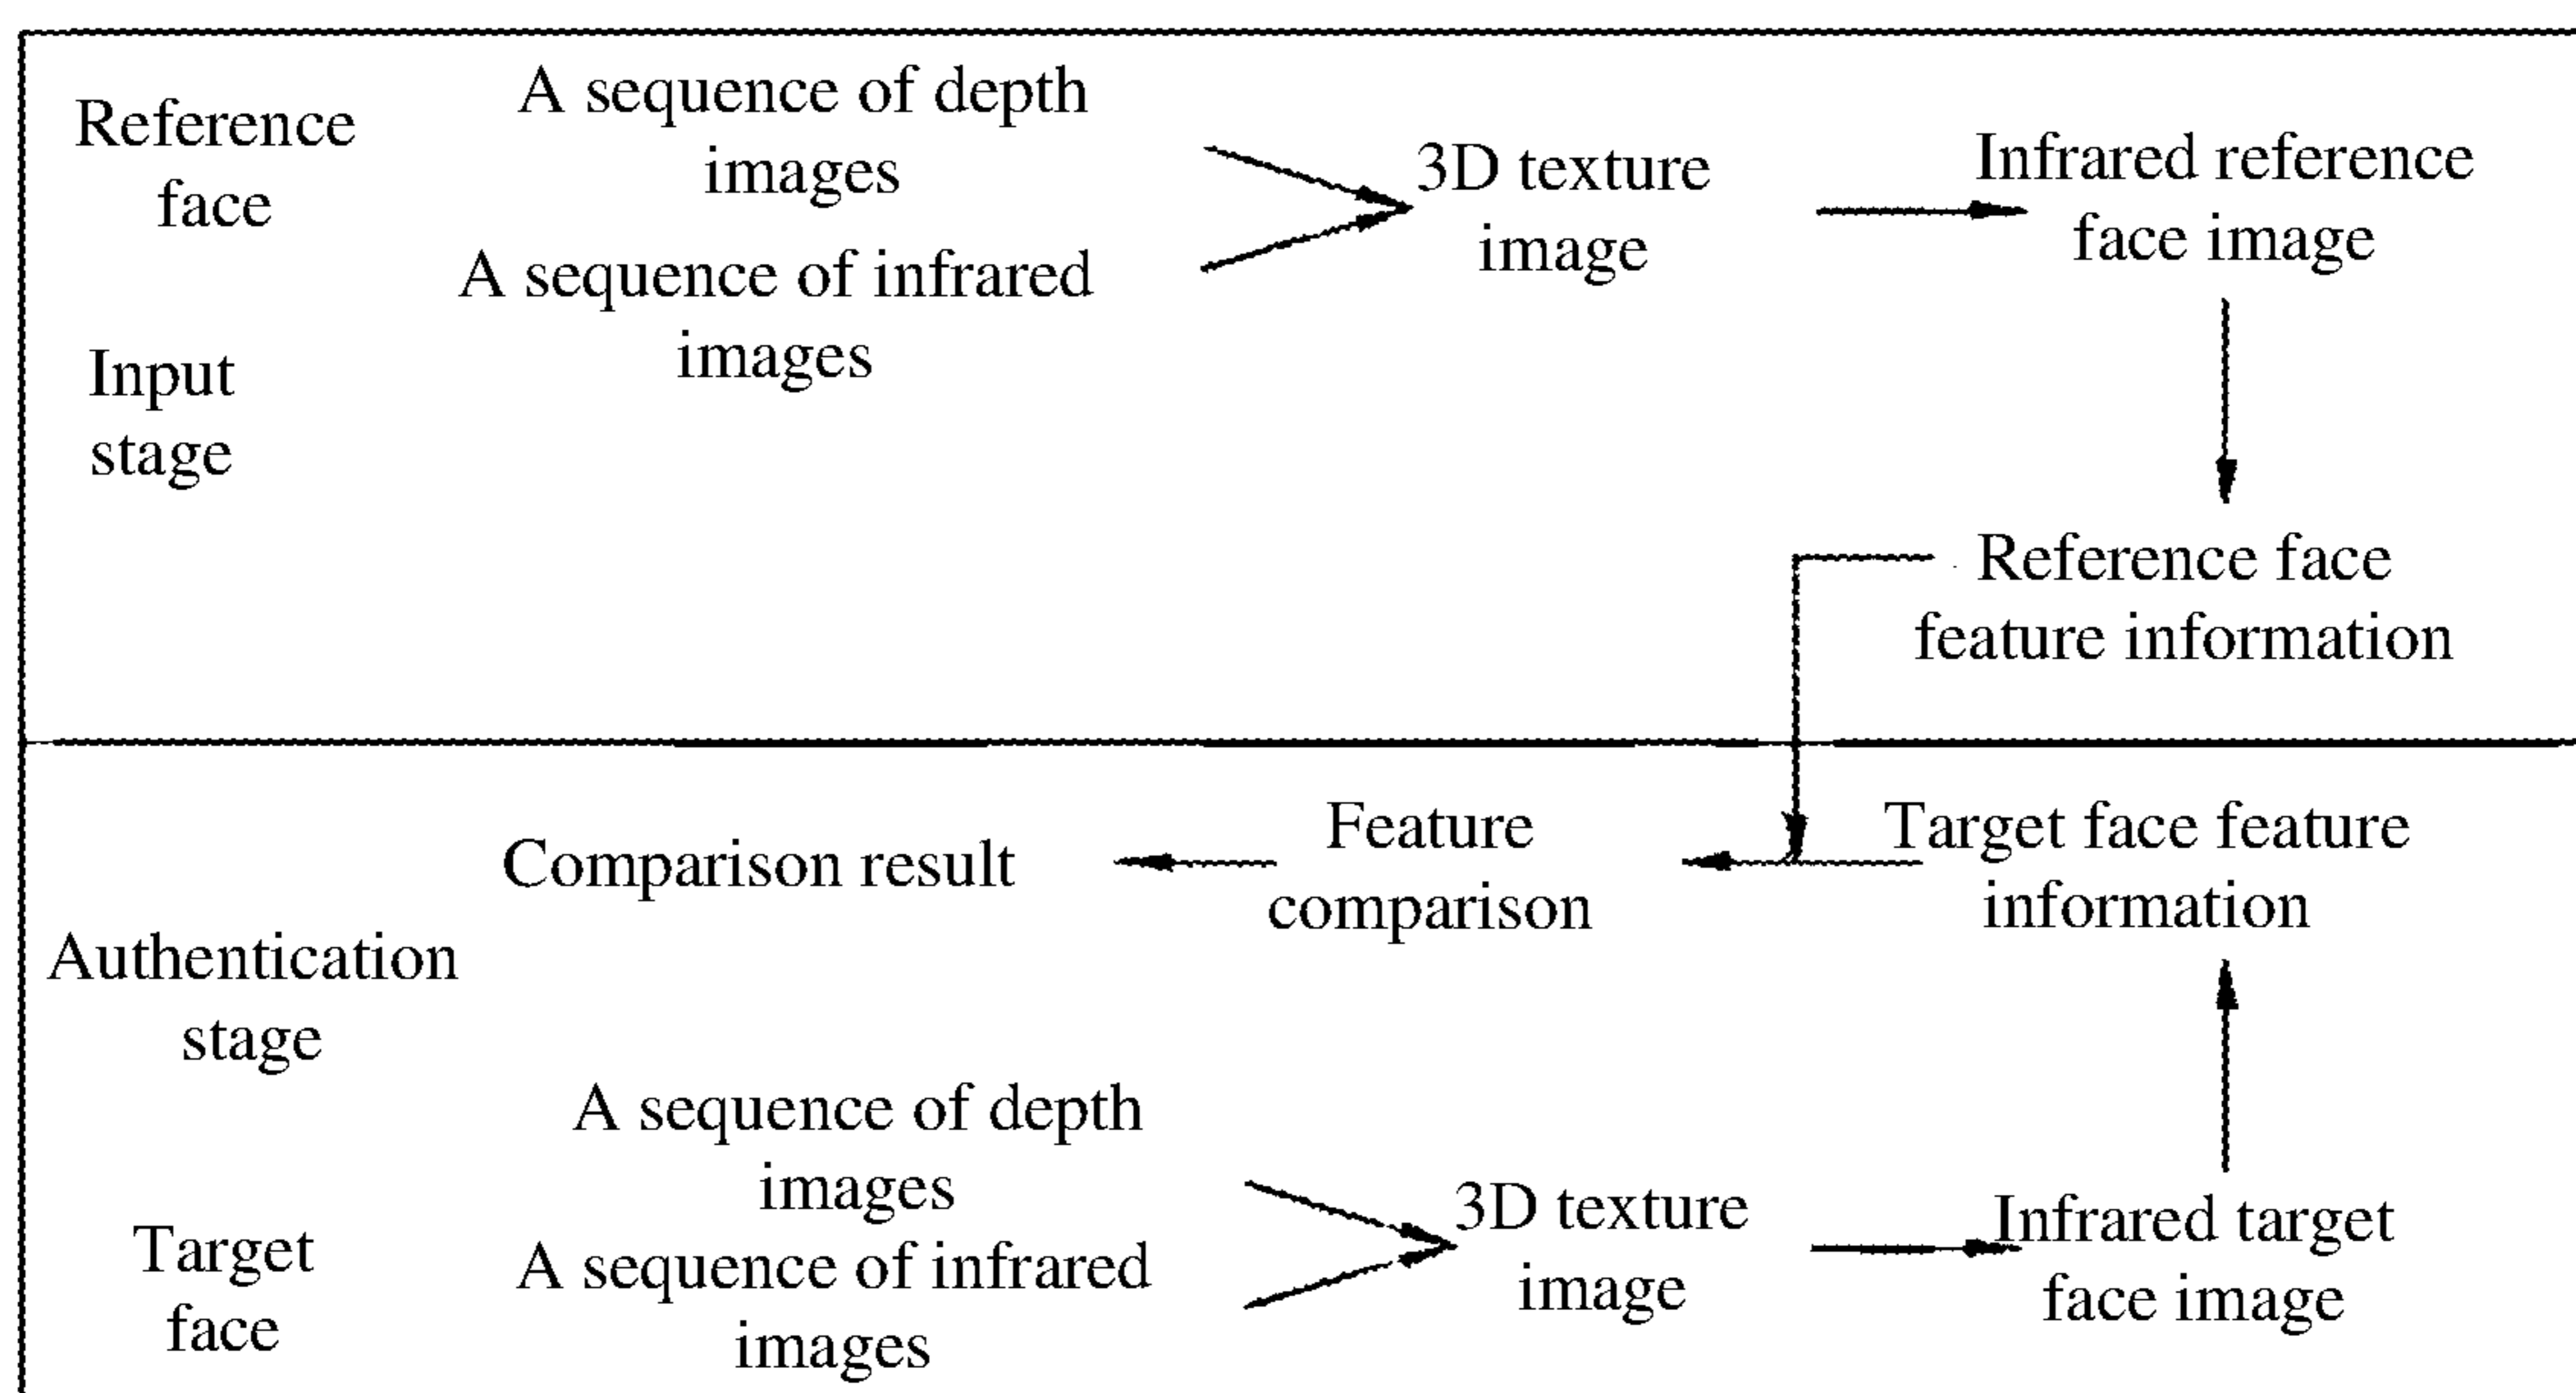 Reference
face
A sequence of depth
images
A sequence of infrared
images
3D texture
image
Infrared reference
face image
Input
stage
Reference face
feature information
Comparison result
Feature
comparison
Target face feature
information
Authentication
stage
A sequence of depth
images
A sequence of infrared
images
Target
face
3D texture
image
Infrared target
face image